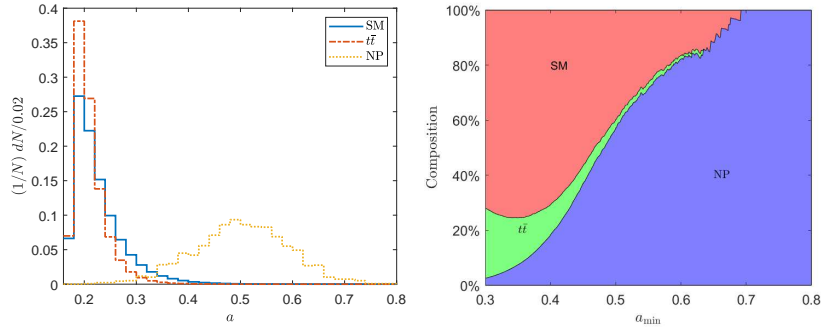 0.4
0.35
0.3
0.25
0.2
0.15
0.1
0.05
0
0.2 0.3 0.4 0.5 0.6 0.7 0.8
a
(1/N) dN/0.02
SM
tt̅
NP
100%
80%
60%
40%
20%
0%
0.3 0.4 0.5 0.6 0.7 0.8
a_min
Composition
SM
NP
tt̄